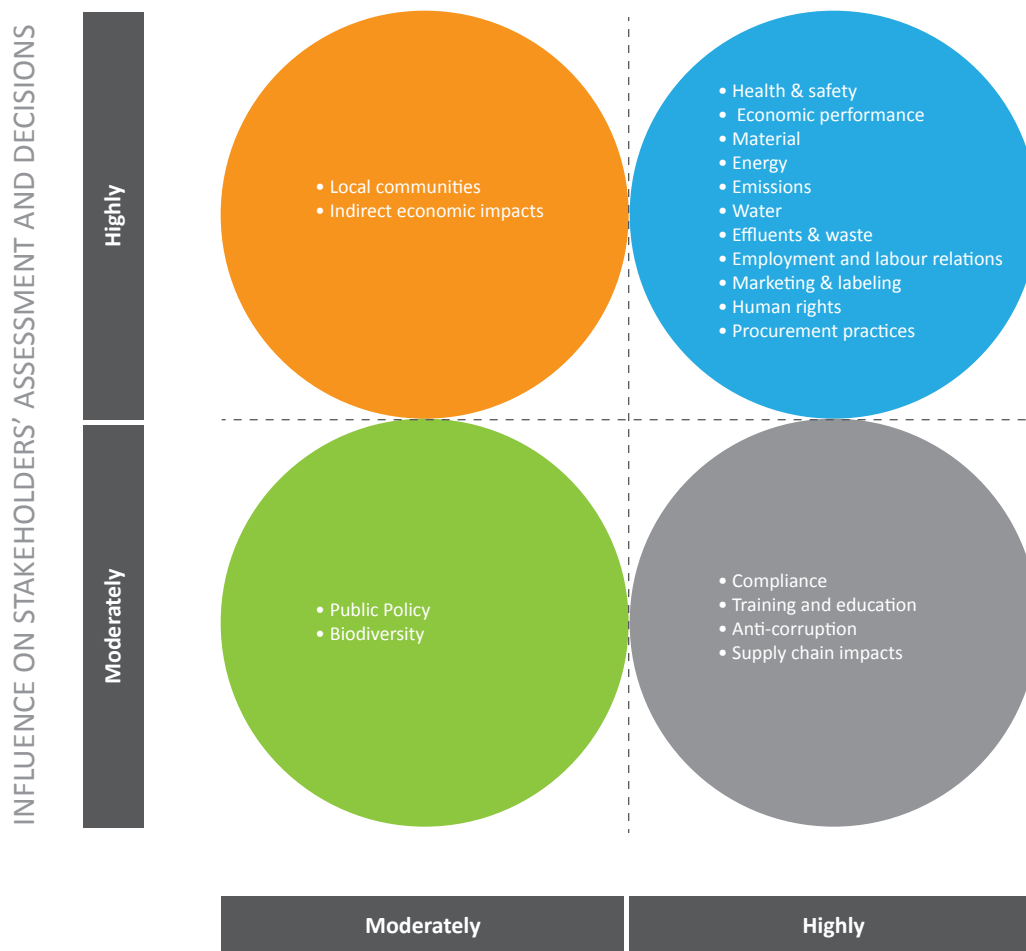 INFLUENCE ON STAKEHOLDERS’ ASSESSMENT AND DECISIONS
Highly
• Local communities
• Indirect economic impacts
• Health & safety
• Economic performance
• Material
• Energy
• Emissions
• Water
• Effluents & waste
• Employment and labour relations
• Marketing & labeling
• Human rights
• Procurement practices
Moderately
• Public Policy
• Biodiversity
• Compliance
• Training and education
• Anti-corruption
• Supply chain impacts
Moderately
Highly